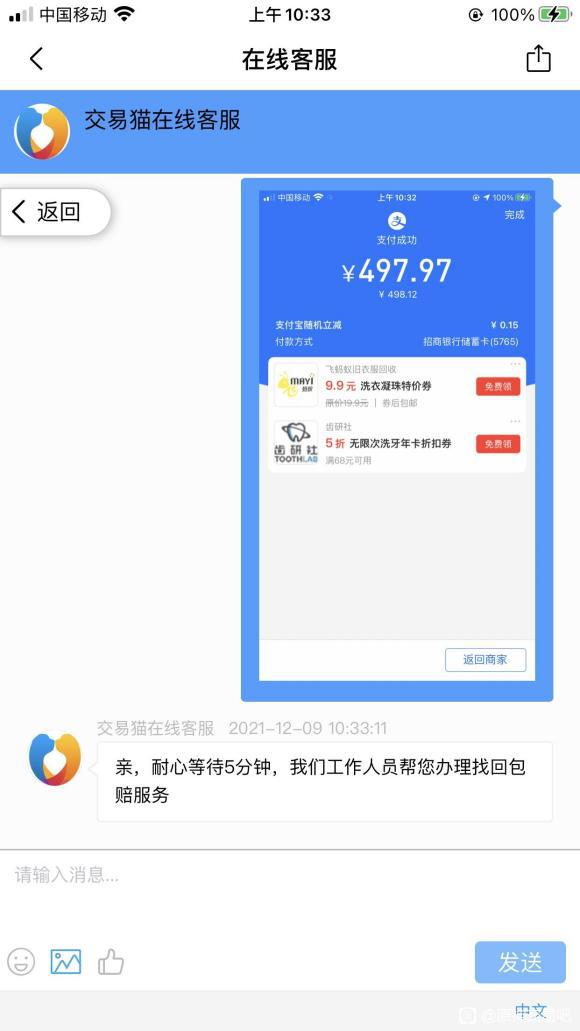 中国移动 上午10:33 100%
在线客服
交易猫在线客服
返回
中国移动 上午10:32 100%
完成
支付成功
¥497.97
¥ 498.12
支付宝随机立减 ¥ 0.15
付款方式 招商银行储蓄卡(5765)
飞蚂蚁旧衣服回收
MAYI
9.9 元 洗衣凝珠特价券 免费领
原价19.9元 | 券后包邮
齿研社
5 折 无限次洗牙年卡折扣券 免费领
齿研社
TOOTHLAB
满68元可用
返回商家
交易猫在线客服 2021-12-09 10:33:11
亲，耐心等待5分钟，我们工作人员帮您办理找回包
赔服务
请输入消息...
发送
中文